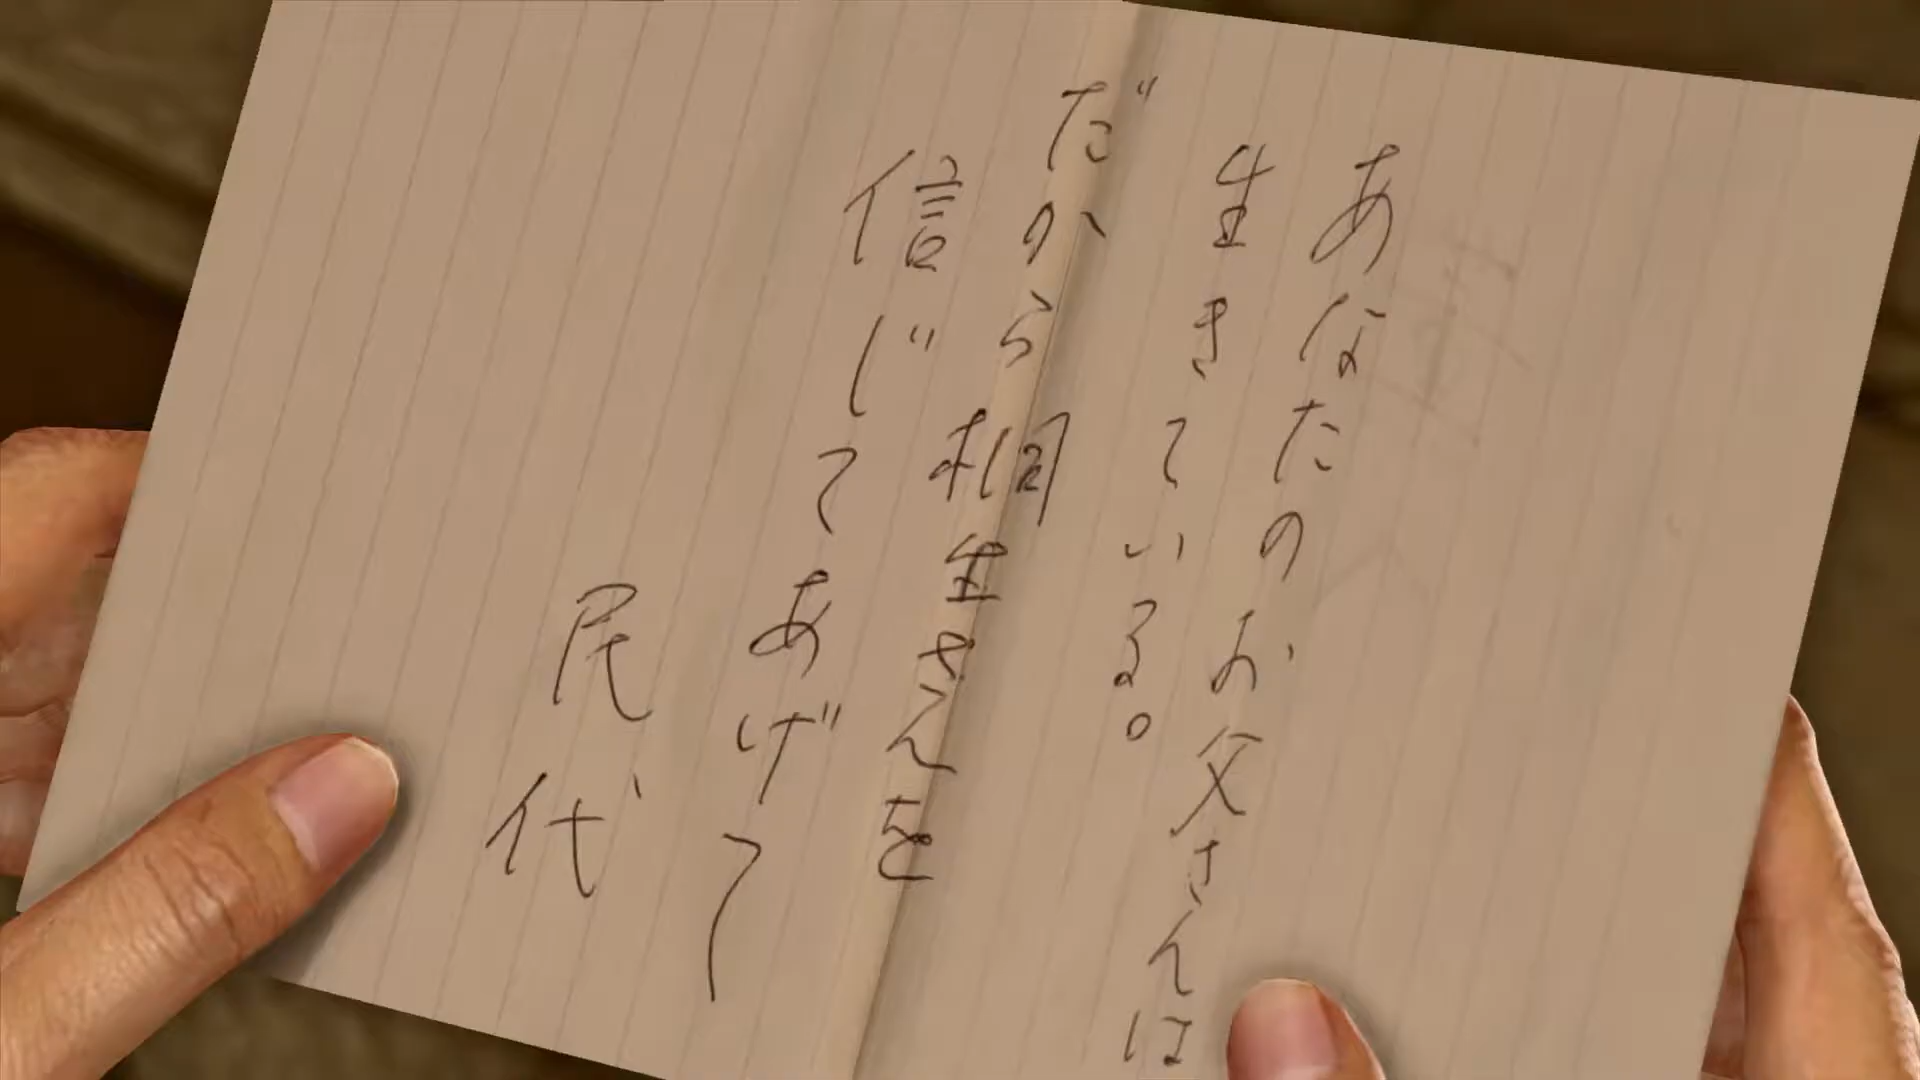 あなたのお父さんは
生きている。
だから桐生さんを
信じてあげて
民代